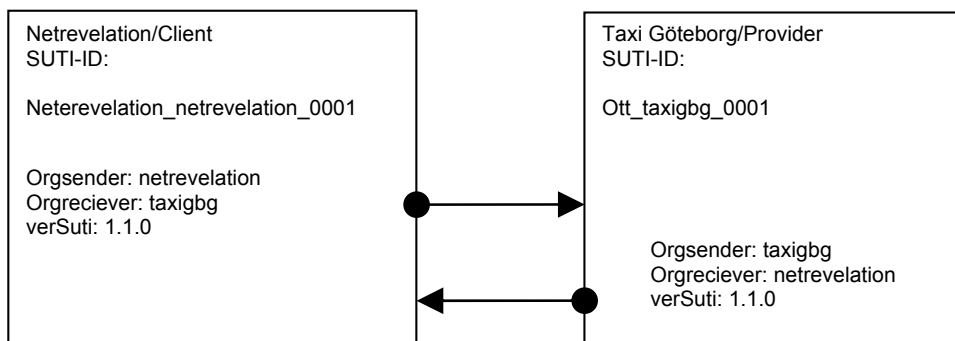 Netrevelation/Client
SUTI-ID:
Neterevelation_netrevelation_0001
Orgsender: netrevelation
Orgreciever: taxigbg
verSuti: 1.1.0
Taxi Göteborg/Provider
SUTI-ID:
Ott_taxigbg_0001
Orgsender: taxigbg
Orgreciever: netrevelation
verSuti: 1.1.0